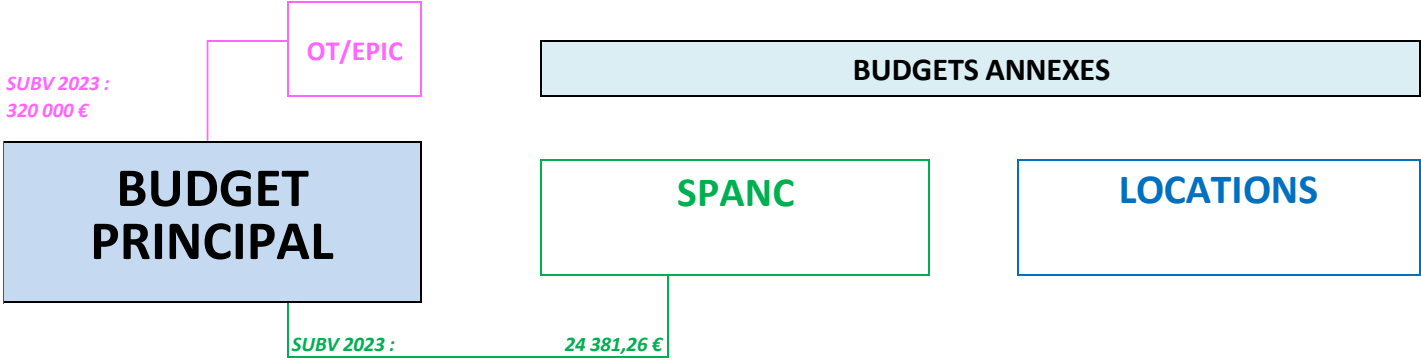 OT/EPIC
BUDGETS ANNEXES
SUBV 2023 :
320 000 €
BUDGET
PRINCIPAL
SPANC
LOCATIONS
SUBV 2023 : 24 381,26 €